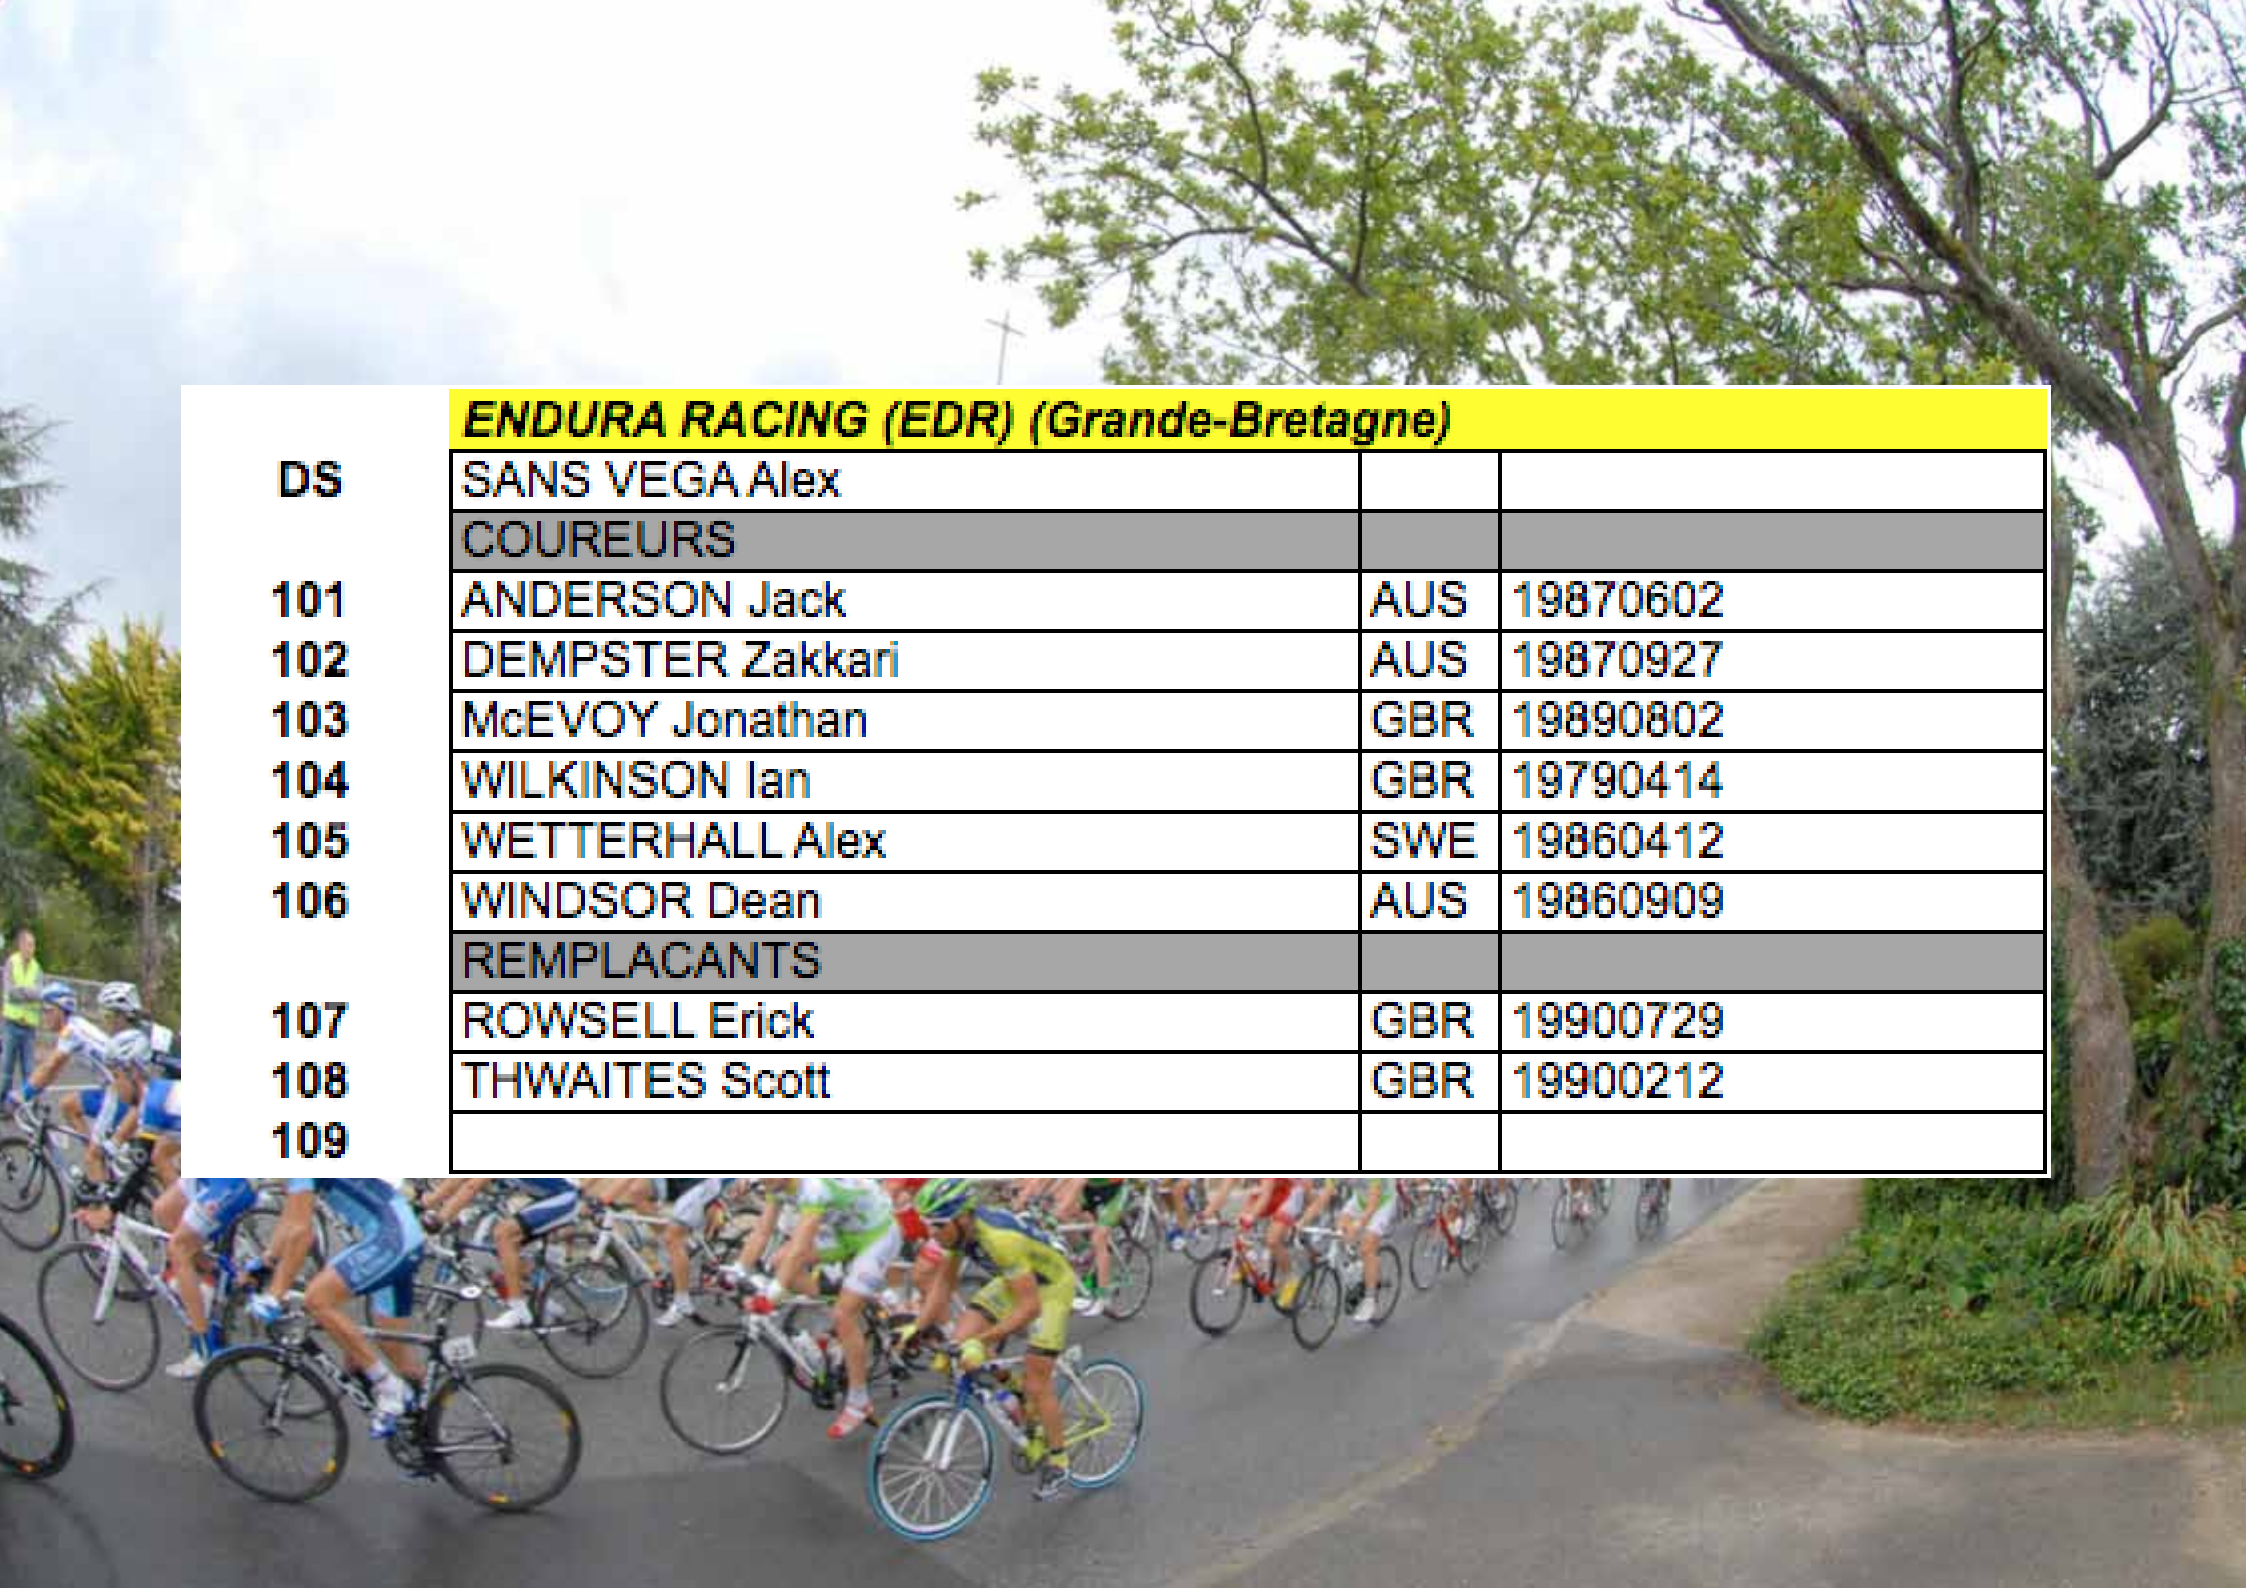 ENDURA RACING (EDR) (Grande-Bretagne)
DS SANS VEGA Alex
COUREURS
101 ANDERSON Jack AUS 19870602
102 DEMPSTER Zakkari AUS 19870927
103 McEVOY Jonathan GBR 19890802
104 WILKINSON Ian GBR 19790414
105 WETTERHALL Alex SWE 19860412
106 WINDSOR Dean AUS 19860909
REMPLACANTS
107 ROWSELL Erick GBR 19900729
108 THWAITES Scott GBR 19900212
109